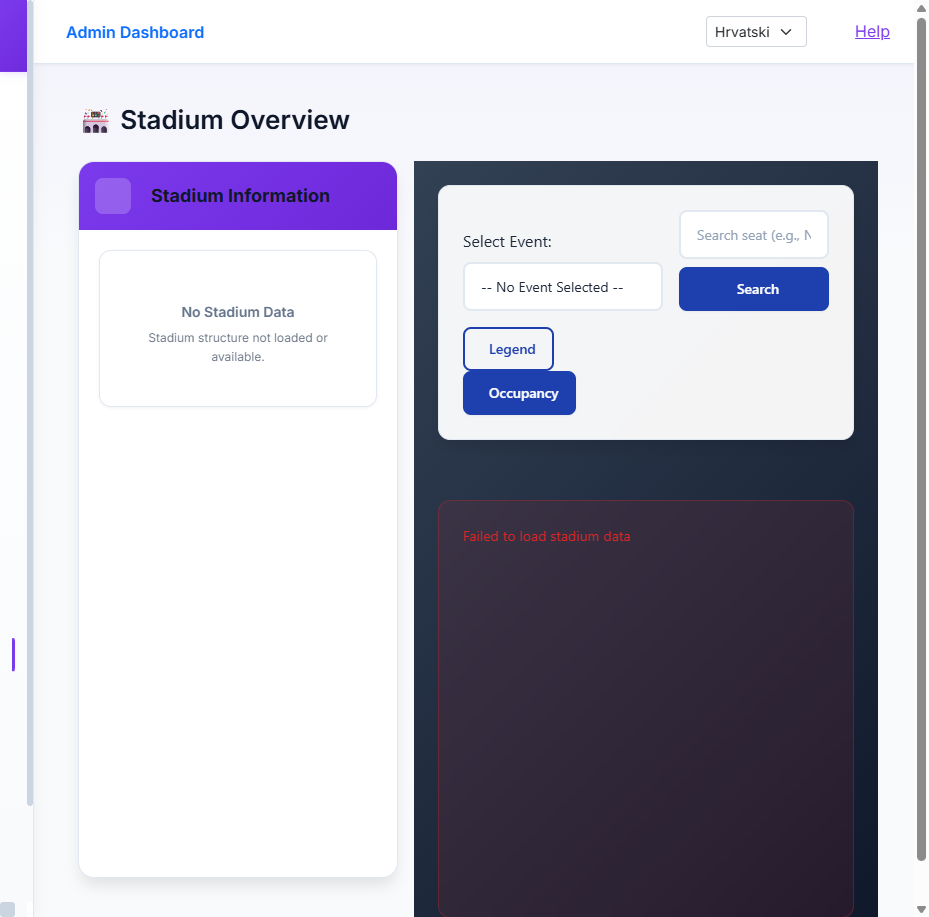 Admin Dashboard
Hrvatski
Help
Stadium Overview
Stadium Information
No Stadium Data
Stadium structure not loaded or
available.
Select Event:
-- No Event Selected --
Search seat (e.g., N
Search
Legend
Occupancy
Failed to load stadium data